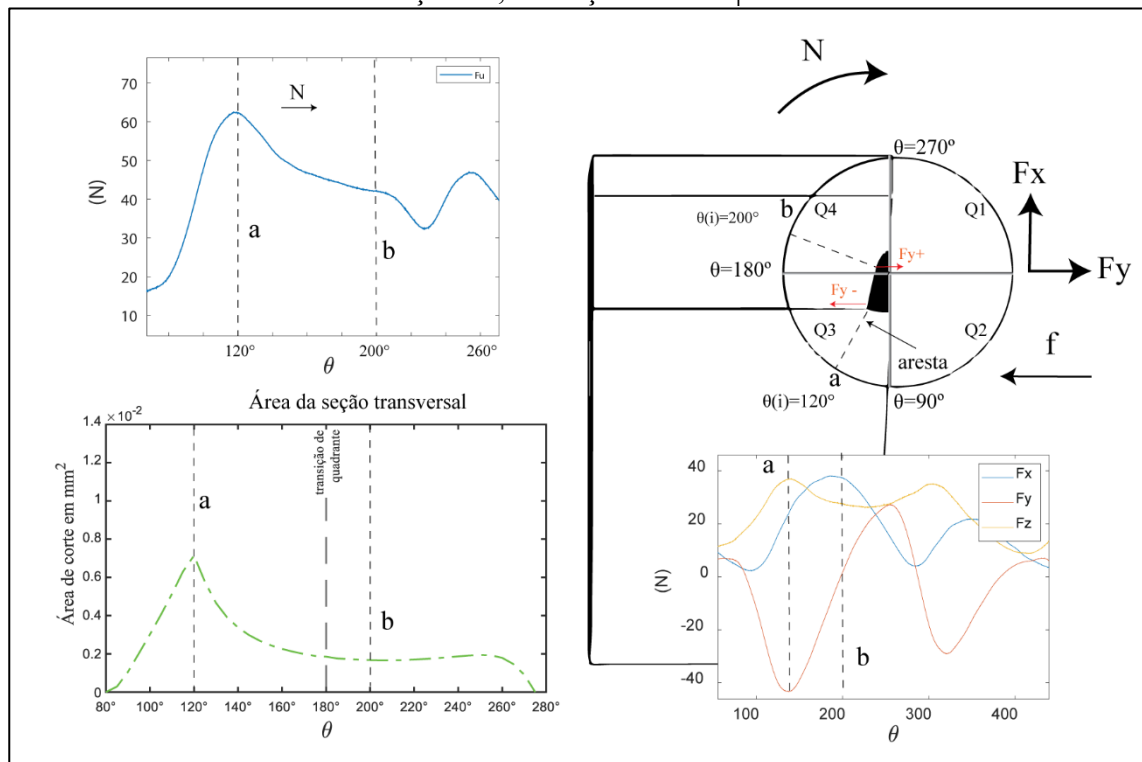 Fu
N
70
60
50
40
30
20
10
(N)
a
b
120°
200°
260°
θ
N
θ=270º
Fx
Fy
Q4
Q1
b
θ(i)=200°
θ=180º
Fy+
Fy -
Q3
Q2
aresta
f
a
θ(i)=120°
θ=90º
Área da seção transversal
1.4 × 10⁻²
1.2
1
0.8
0.6
0.4
0.2
0
Área de corte em mm²
a
transição de
quadrante
b
80°
100°
120°
140°
160°
180°
200°
220°
240°
260°
280°
θ
40
20
0
-20
-40
(N)
a
b
Fx
Fy
Fz
100
200
300
400
θ